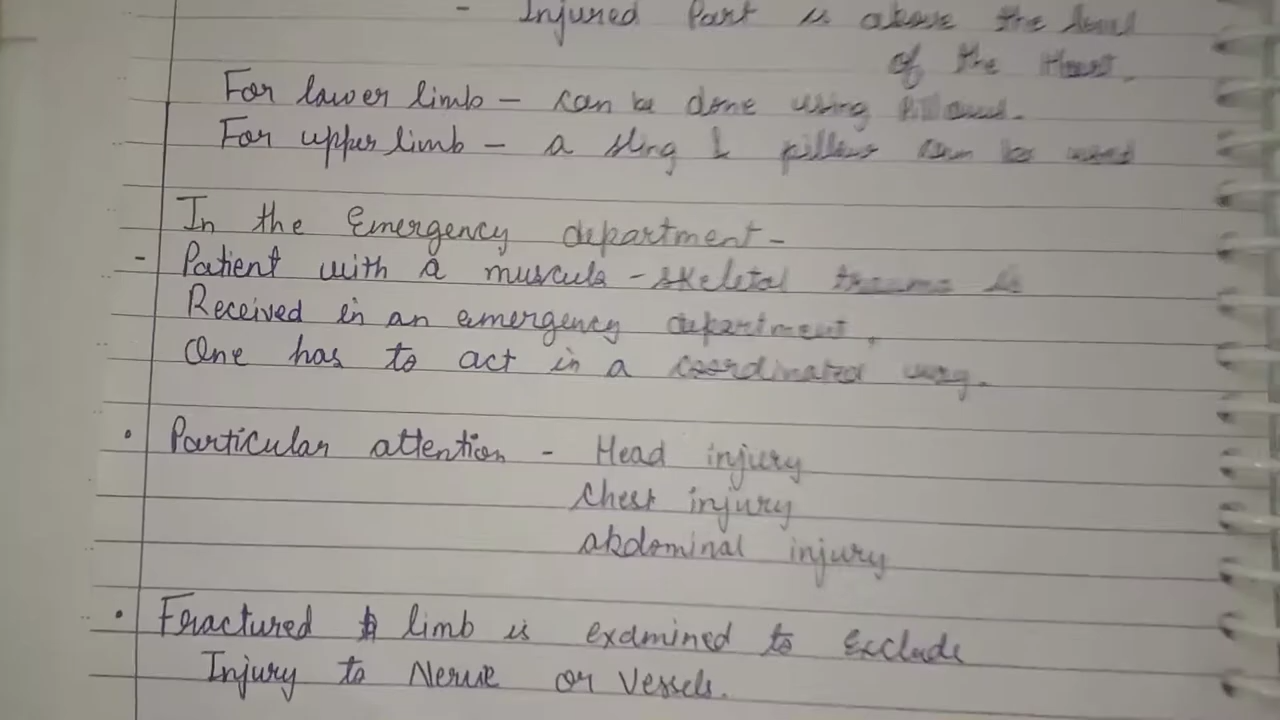 - Injured Part is above the level
of the Heart.
For lower limb - can be done using pillows.
For upper limb - a sling & pillows can be used
In the Emergency department -
- Patient with a musculo - skeletal trauma is
Received in an emergency department,
One has to act in a coordinated way.
• Particular attention - Head injury
Chest injury
abdominal injury
• Fractured limb is examined to Exclude
Injury to Nerve or Vessels.